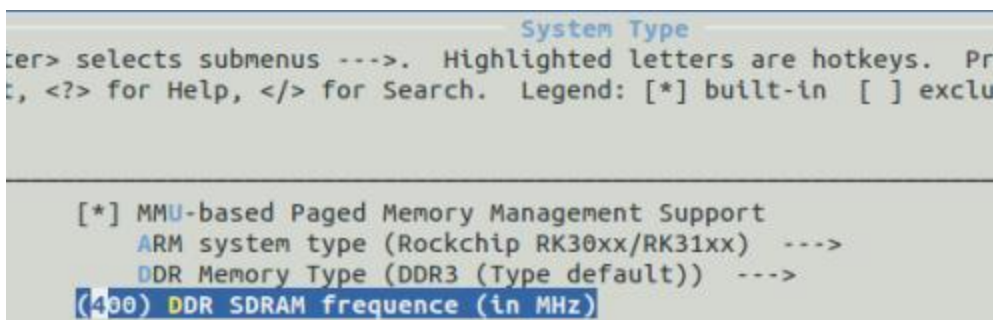 System Type
ter> selects submenus --->. Highlighted letters are hotkeys. Pr
, <?> for Help, </> for Search. Legend: [*] built-in [ ] exclu
[*] MMU-based Paged Memory Management Support
ARM system type (Rockchip RK30xx/RK31xx) --->
DDR Memory Type (DDR3 (Type default)) --->
(400) DDR SDRAM frequence (in MHz)